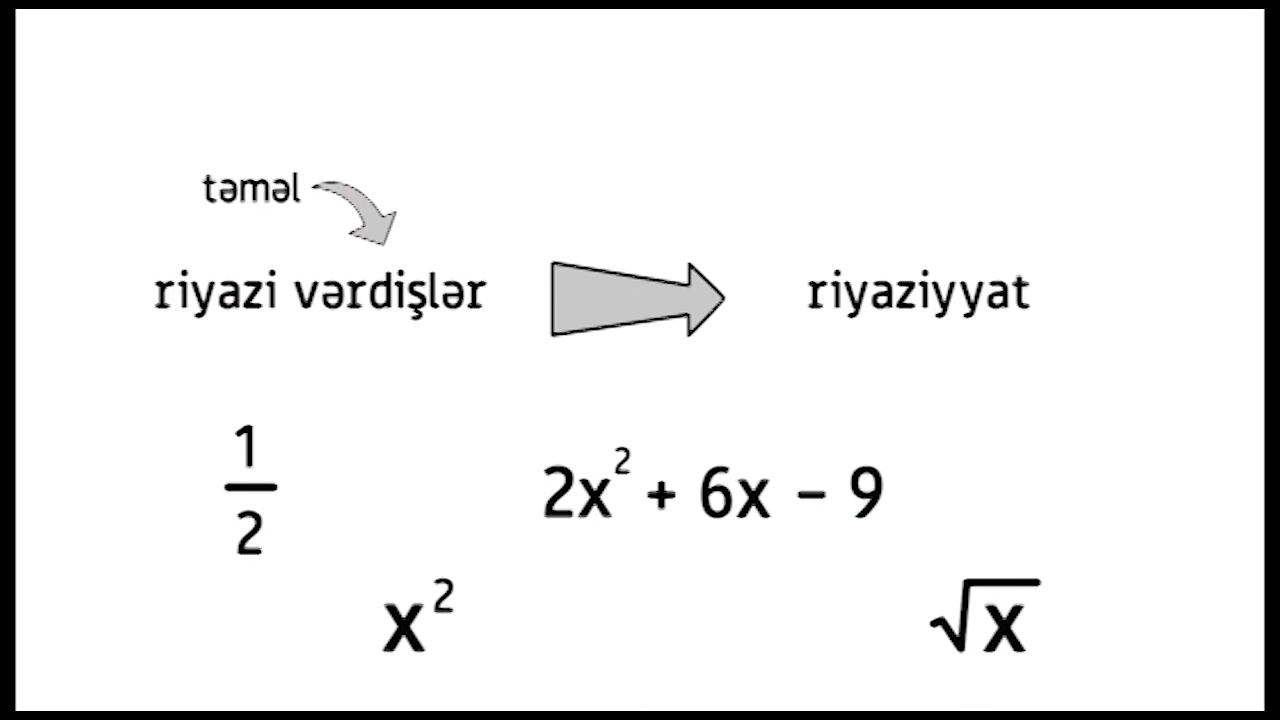 təməl
riyazi vərdişlər
riyaziyyat
1
2
2x² + 6x - 9
x²
√x